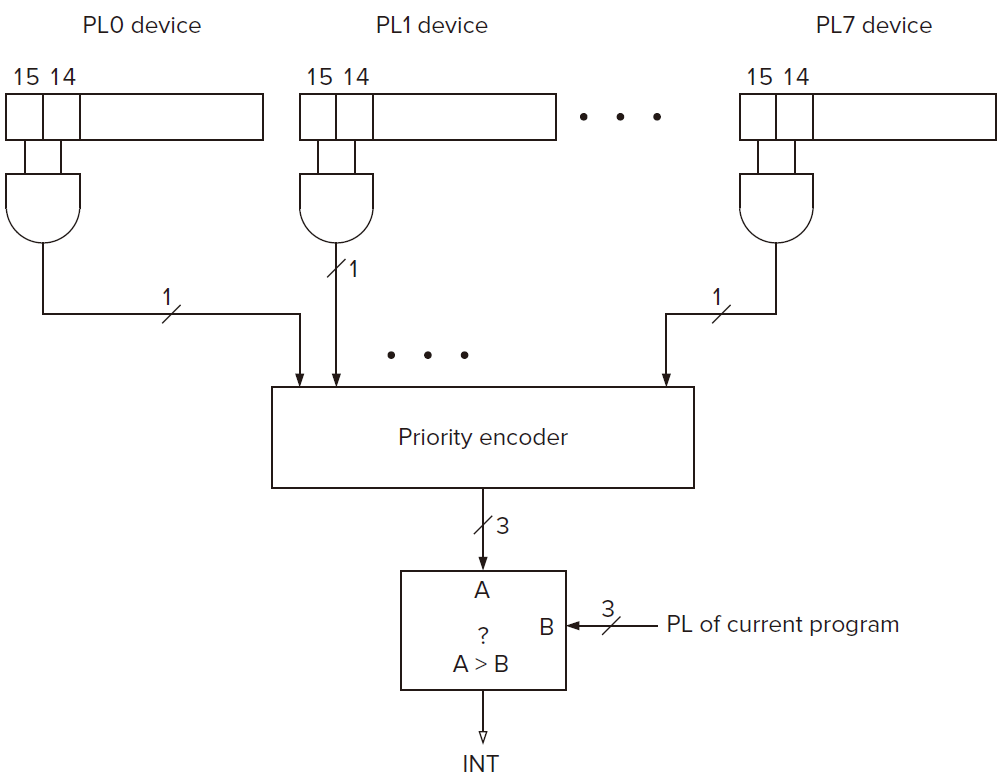 PL0 device PL1 device PL7 device
15 14 15 14 15 14
1
1 1
Priority encoder
3
A
3
B PL of current program
?
A > B
INT